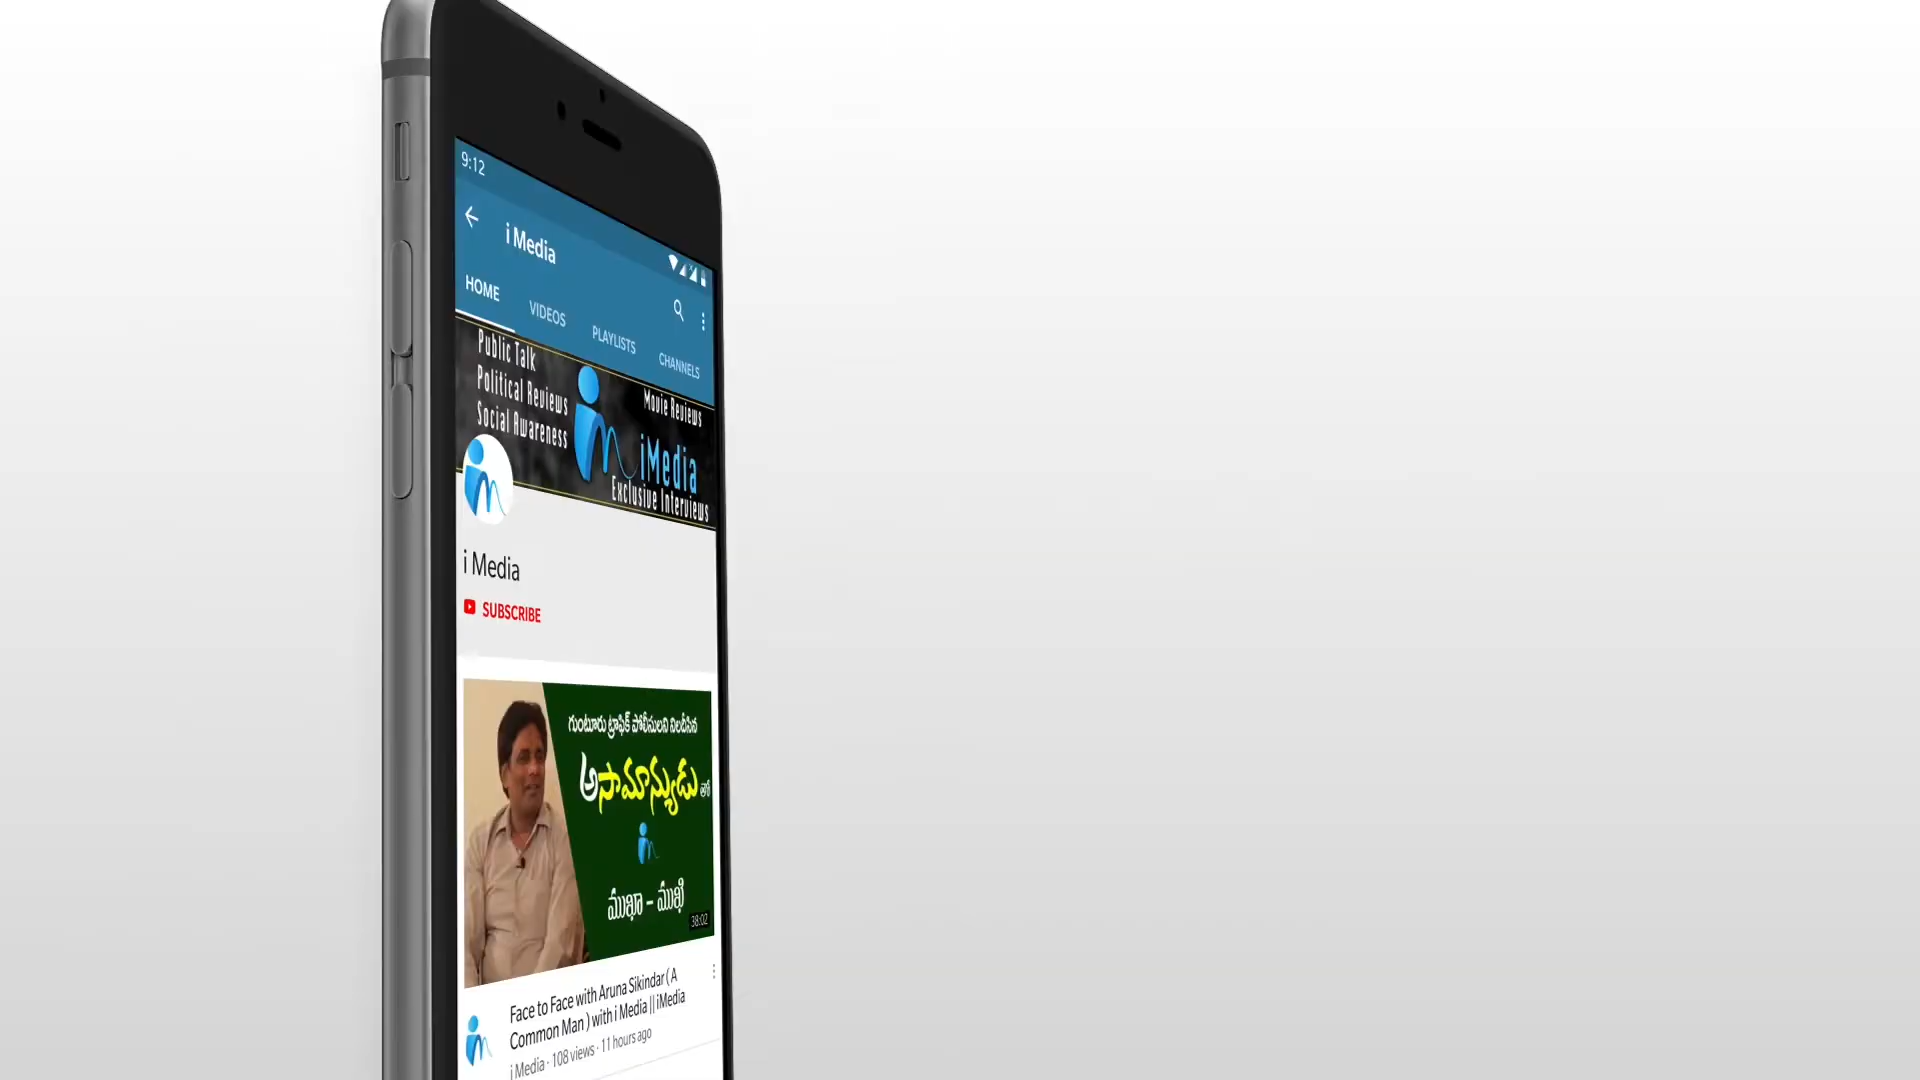 9:12
i Media
HOME
VIDEOS
PLAYLISTS
CHANNELS
Public Talk
Political Reviews
Social Awareness
Movie Reviews
iMedia
Exclusive Interviews
i Media
SUBSCRIBE
గుంటూరు ట్రాఫిక్ పోలీసులని నిలదీసిన
అసామాన్యుడు తో
ముఖా - ముఖి
38:02
Face to Face with Aruna Sikindar ( A
Common Man ) with i Media || iMedia
i Media · 108 views · 11 hours ago